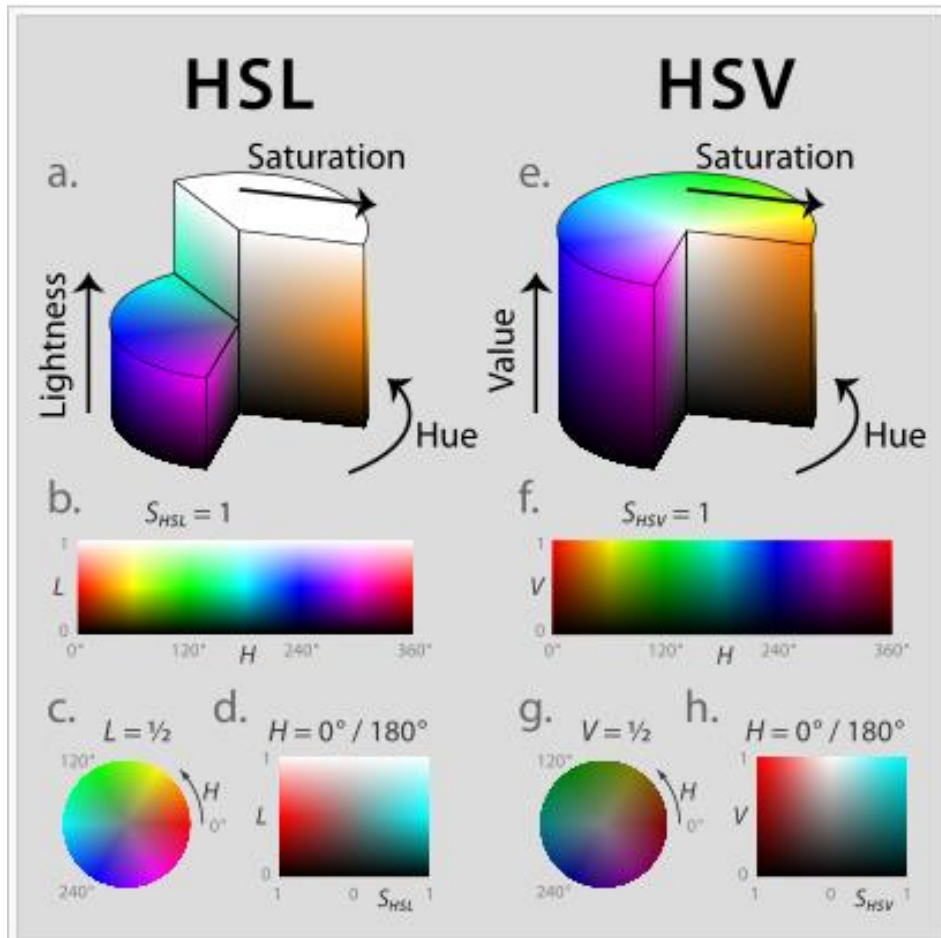 HSL
HSV
a.
Saturation
Lightness
Hue
e.
Saturation
Value
Hue
b.
S_HSL = 1
1
L
0
0°
120°
H
240°
360°
f.
S_HSV = 1
1
V
0
0°
120°
H
240°
360°
c.
L = ½
120°
H
0°
240°
d.
H = 0° / 180°
1
L
0
1
0
S_HSL
1
g.
V = ½
120°
H
0°
240°
h.
H = 0° / 180°
1
V
0
1
0
S_HSV
1